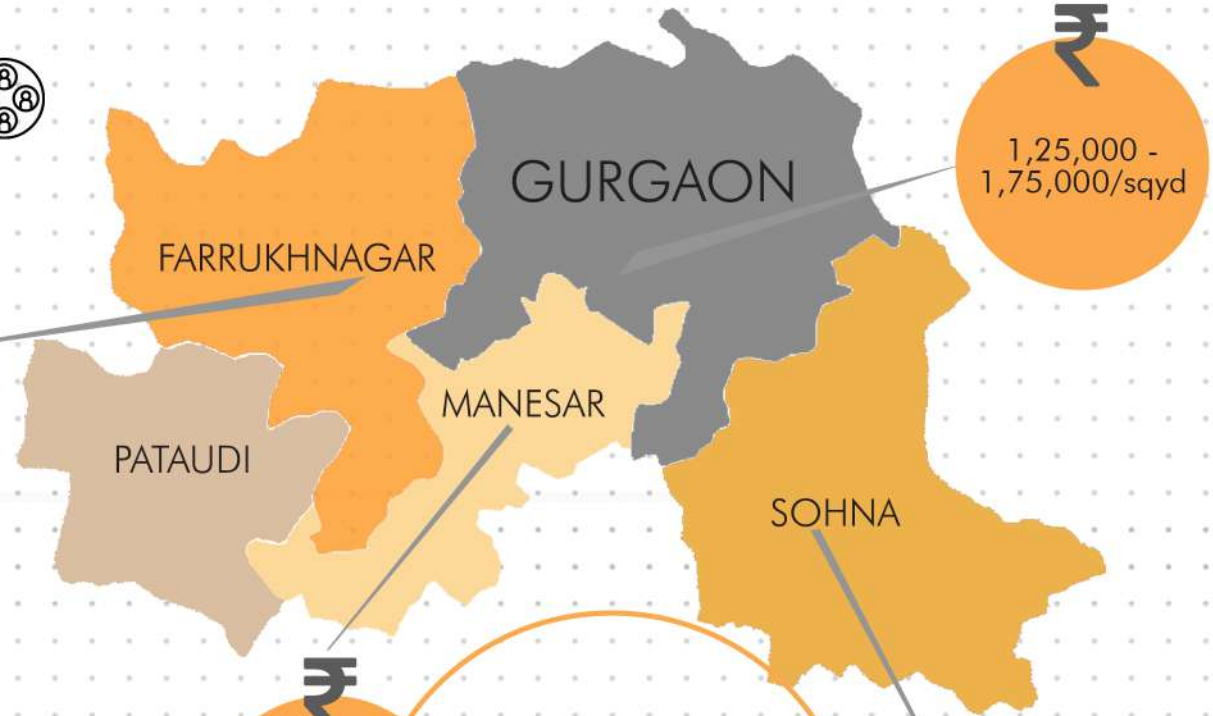 ₹
1,25,000 -
1,75,000/sqyd
GURGAON
FARRUKHNAGAR
MANESAR
PATAUDI
SOHNA
₹